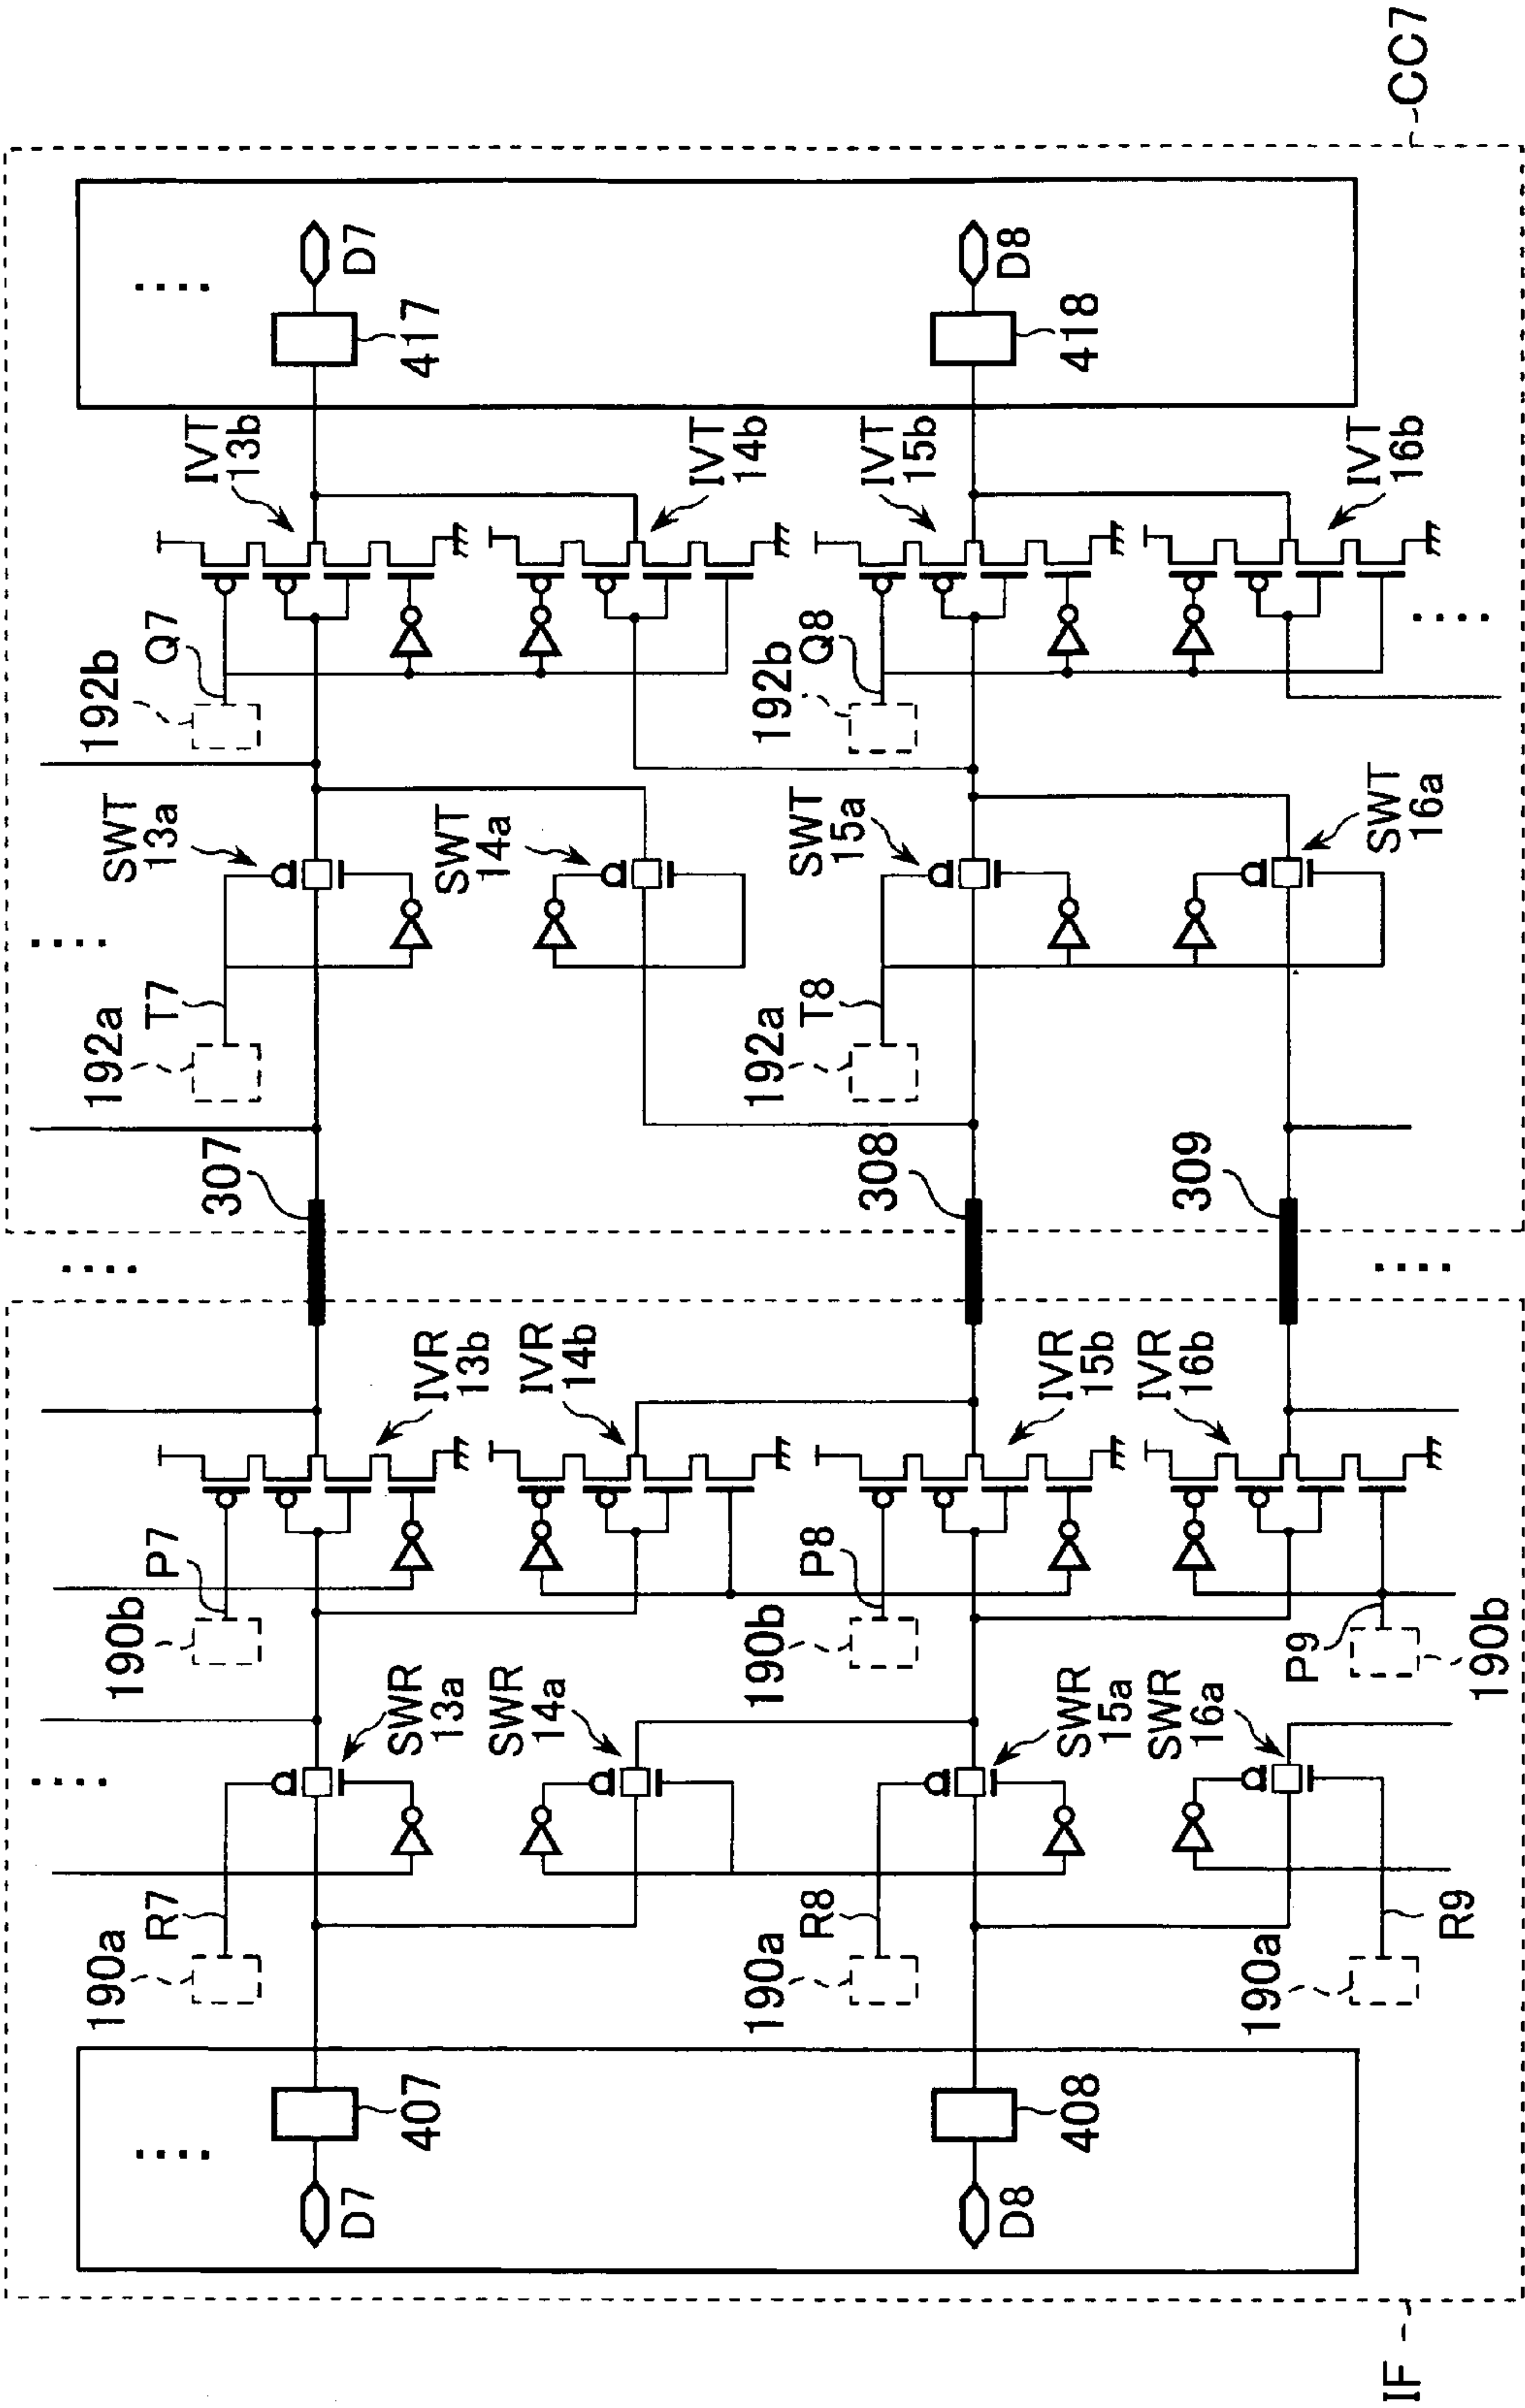 CC7
D7
417
D8
418
IVT
13b
IVT
14b
IVT
15b
IVT
16b
192b
Q7
192b
Q8
SWT
13a
SWT
14a
SWT
15a
SWT
16a
192a
T7
192a
T8
307
308
309
IVR
13b
IVR
14b
IVR
15b
IVR
16b
190b
P7
190b
P8
P9
190b
SWR
13a
SWR
14a
SWR
15a
SWR
16a
190a
R7
190a
R8
190a
R9
407
D7
408
D8
IF